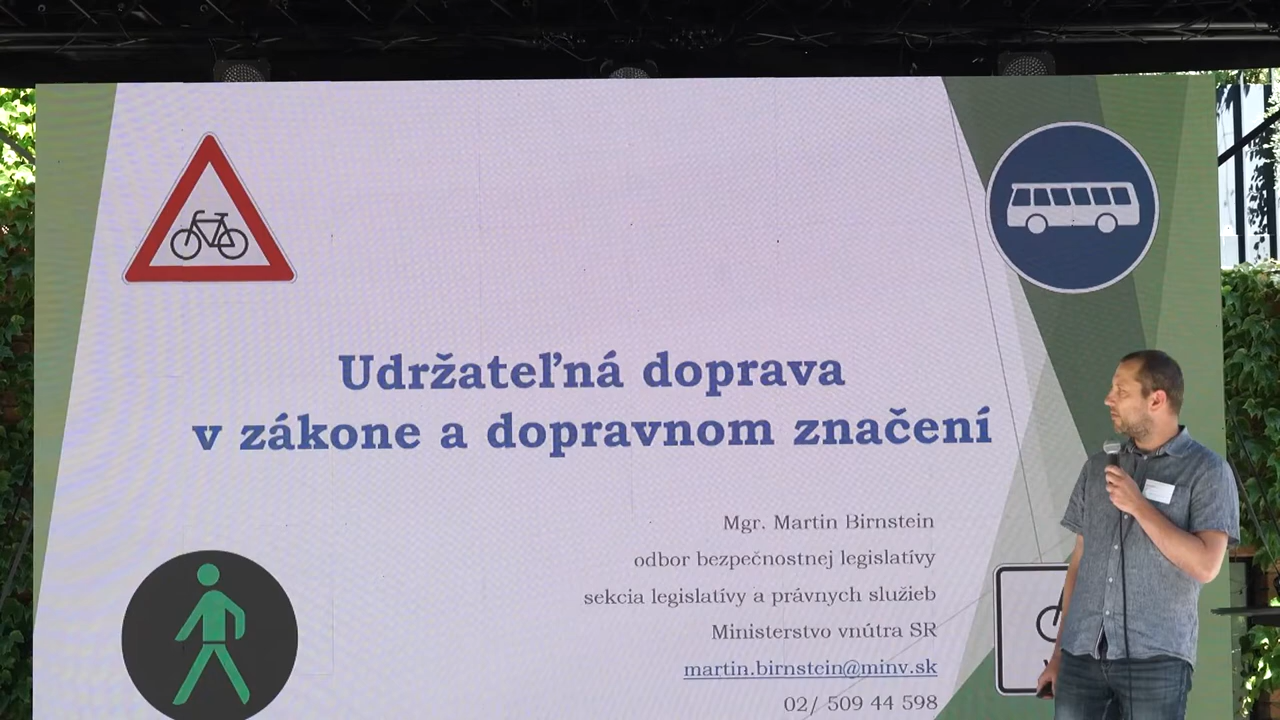 Udržateľná doprava
v zákone a dopravnom značení
Mgr. Martin Birnstein
odbor bezpečnostnej legislatívy
sekcia legislatívy a právnych služieb
Ministerstvo vnútra SR
martin.birnstein@minv.sk
02/ 509 44 598